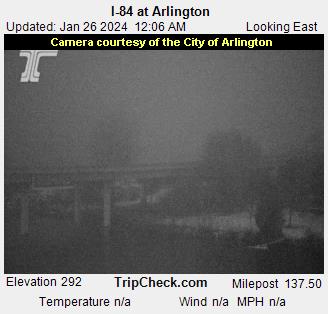 I-84 at Arlington
Updated: Jan 26 2024 12:06 AM Looking East
Camera courtesy of the City of Arlington
Elevation 292 TripCheck.com Milepost 137.50
Temperature n/a Wind n/a MPH n/a